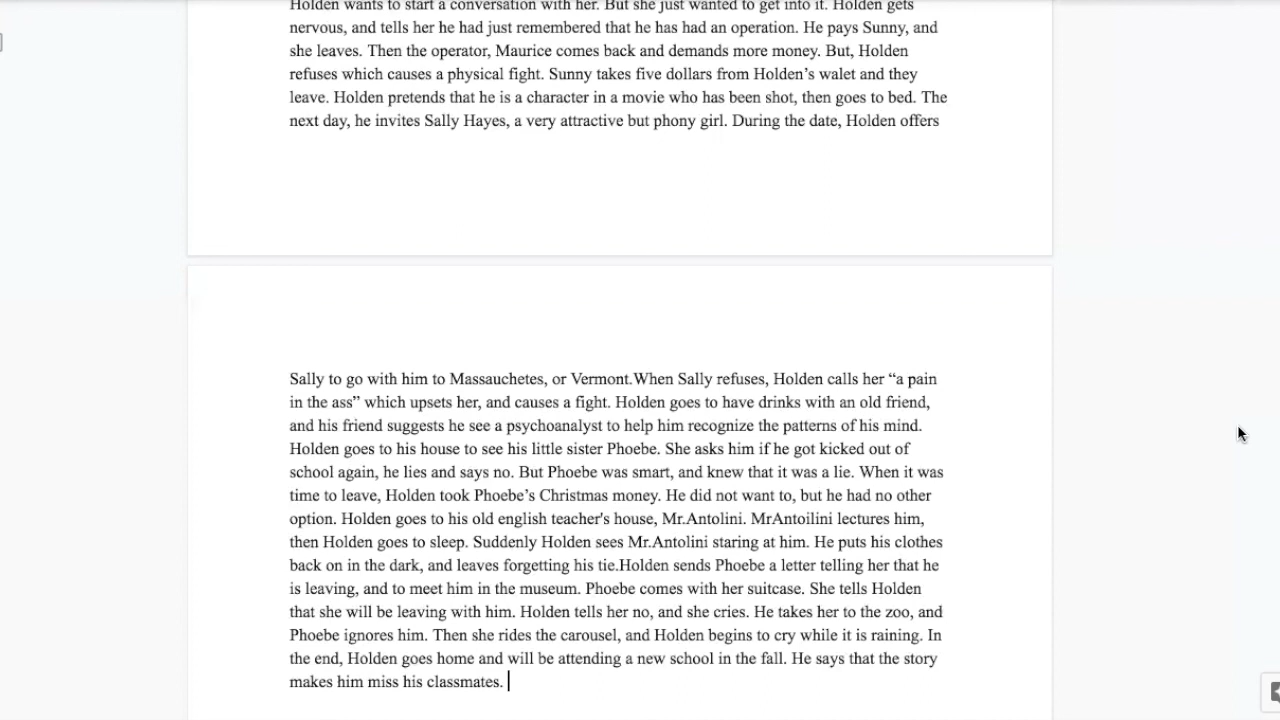 Holden wants to start a conversation with her. But she just wanted to get into it. Holden gets
nervous, and tells her he had just remembered that he has had an operation. He pays Sunny, and
she leaves. Then the operator, Maurice comes back and demands more money. But, Holden
refuses which causes a physical fight. Sunny takes five dollars from Holden’s walet and they
leave. Holden pretends that he is a character in a movie who has been shot, then goes to bed. The
next day, he invites Sally Hayes, a very attractive but phony girl. During the date, Holden offers
Sally to go with him to Massauchetes, or Vermont.When Sally refuses, Holden calls her “a pain
in the ass” which upsets her, and causes a fight. Holden goes to have drinks with an old friend,
and his friend suggests he see a psychoanalyst to help him recognize the patterns of his mind.
Holden goes to his house to see his little sister Phoebe. She asks him if he got kicked out of
school again, he lies and says no. But Phoebe was smart, and knew that it was a lie. When it was
time to leave, Holden took Phoebe’s Christmas money. He did not want to, but he had no other
option. Holden goes to his old english teacher's house, Mr.Antolini. MrAntoilini lectures him,
then Holden goes to sleep. Suddenly Holden sees Mr.Antolini staring at him. He puts his clothes
back on in the dark, and leaves forgetting his tie.Holden sends Phoebe a letter telling her that he
is leaving, and to meet him in the museum. Phoebe comes with her suitcase. She tells Holden
that she will be leaving with him. Holden tells her no, and she cries. He takes her to the zoo, and
Phoebe ignores him. Then she rides the carousel, and Holden begins to cry while it is raining. In
the end, Holden goes home and will be attending a new school in the fall. He says that the story
makes him miss his classmates.